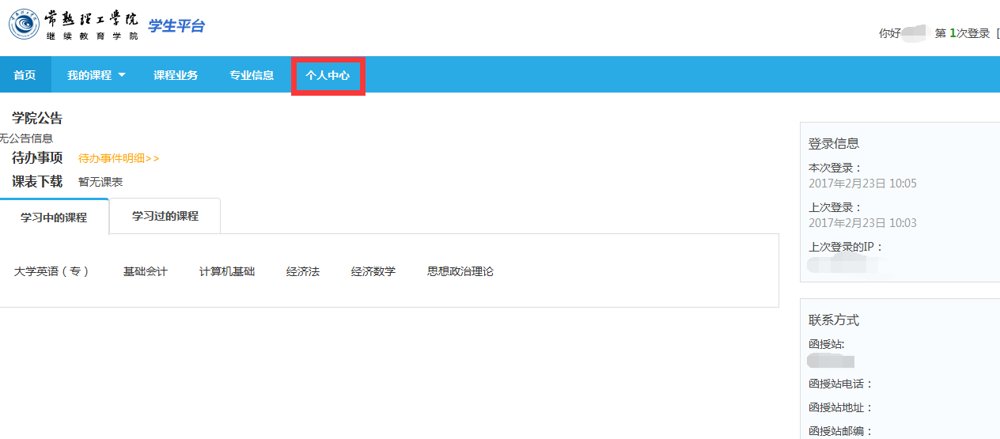 常熟理工学院
继续教育学院
学生平台
你好 第 1次登录 [
首页 我的课程 课程业务 专业信息 个人中心
学院公告
无公告信息
待办事项 待办事件明细>>
课表下载 暂无课表
学习中的课程 学习过的课程
大学英语（专） 基础会计 计算机基础 经济法 经济数学 思想政治理论
登录信息
本次登录：
2017年2月23日 10:05
上次登录：
2017年2月23日 10:03
上次登录的IP：
联系方式
函授站:
函授站电话：
函授站地址：
函授站邮编：